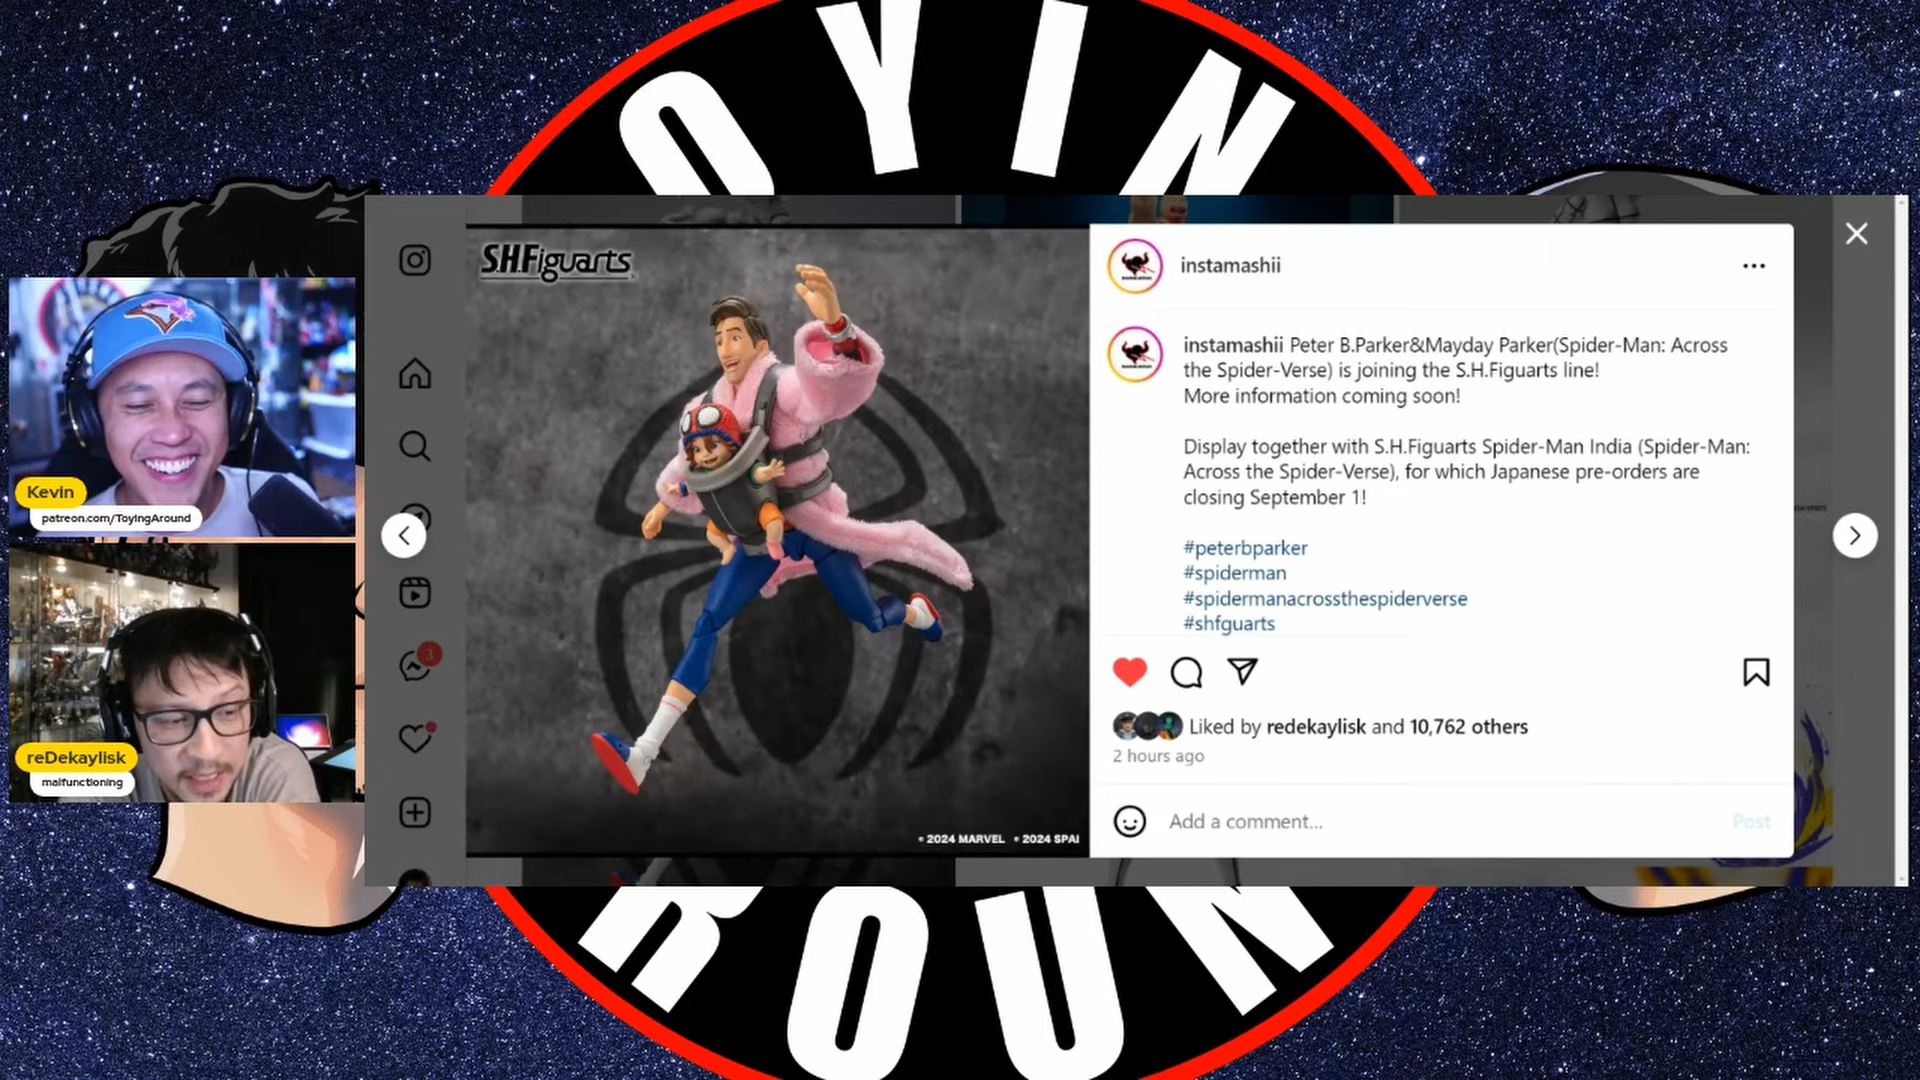 OYIN
S.H.Figuarts
instamashii
instamashii Peter B.Parker&Mayday Parker(Spider-Man: Across
the Spider-Verse) is joining the S.H.Figuarts line!
More information coming soon!
Display together with S.H.Figuarts Spider-Man India (Spider-Man:
Across the Spider-Verse), for which Japanese pre-orders are
closing September 1!
#peterbparker
#spiderman
#spidermanacrossthespiderverse
#shfguarts
Kevin
patreon.com/ToyingAround
3
reDekaylisk
malfunctioning
Liked by redekaylisk and 10,762 others
2 hours ago
Add a comment...
Post
© 2024 MARVEL © 2024 SPAI
ROUN